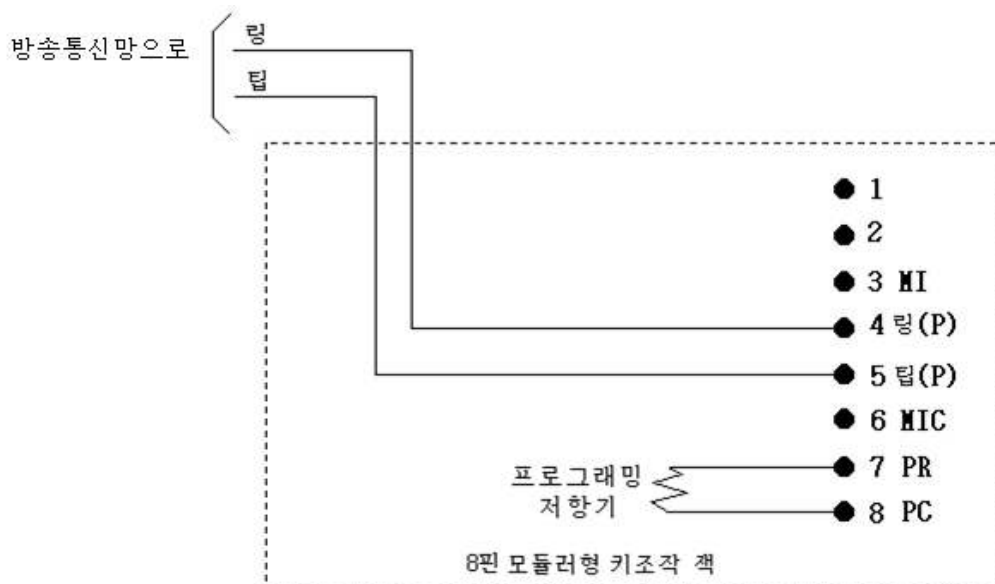 방송통신망으로
링
팁
1
2
3 MI
4 링(P)
5 팁(P)
6 MIC
7 PR
8 PC
프로그래밍
저항기
8핀 모듈러형 키조작 잭